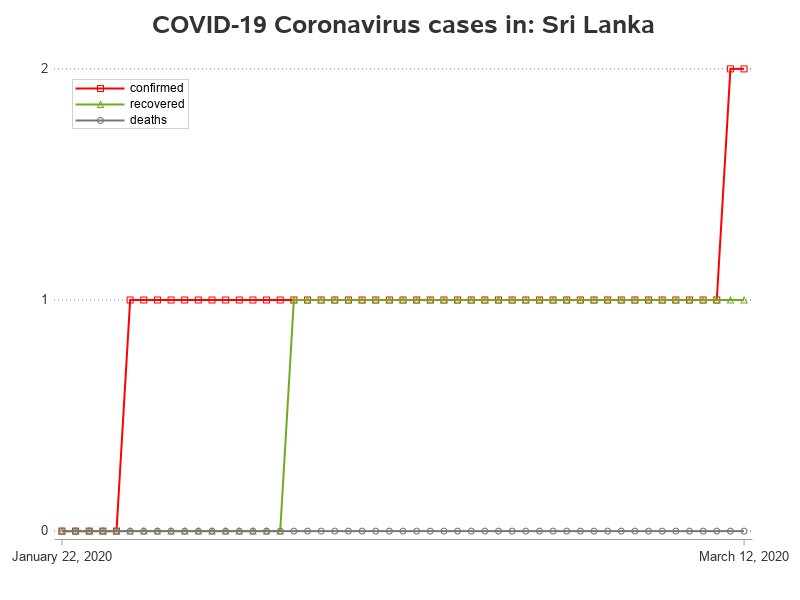 COVID-19 Coronavirus cases in: Sri Lanka
2
confirmed
recovered
deaths
1
0
January 22, 2020
March 12, 2020